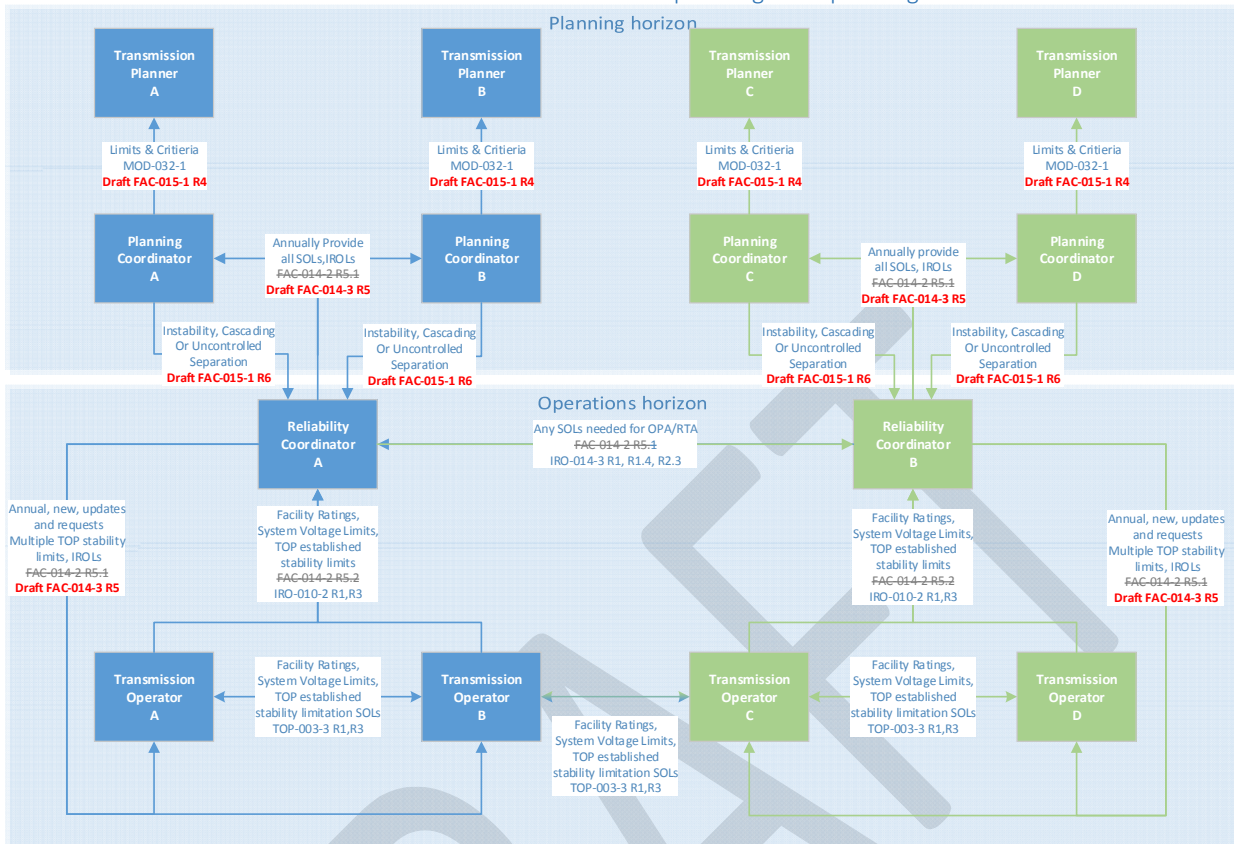 Planning horizon
Transmission
Planner
A
Transmission
Planner
B
Transmission
Planner
C
Transmission
Planner
D
Limits & Critieria
MOD-032-1
Draft FAC-015-1 R4
Limits & Critieria
MOD-032-1
Draft FAC-015-1 R4
Limits & Critieria
MOD-032-1
Draft FAC-015-1 R4
Limits & Critieria
MOD-032-1
Draft FAC-015-1 R4
Planning
Coordinator
A
Annually Provide
all SOLs,IROLs
FAC-014-2 R5.1
Draft FAC-014-3 R5
Planning
Coordinator
B
Planning
Coordinator
C
Annually provide
all SOLs, IROLs
FAC-014-2 R5.1
Draft FAC-014-3 R5
Planning
Coordinator
D
Instability, Cascading
Or Uncontrolled
Separation
Draft FAC-015-1 R6
Instability, Cascading
Or Uncontrolled
Separation
Draft FAC-015-1 R6
Instability, Cascading
Or Uncontrolled
Separation
Draft FAC-015-1 R6
Instability, Cascading
Or Uncontrolled
Separation
Draft FAC-015-1 R6
Operations horizon
Reliability
Coordinator
A
Any SOLs needed for OPA/RTA
FAC-014-2 R5.1
IRO-014-3 R1, R1.4, R2.3
Reliability
Coordinator
B
Annual, new, updates
and requests
Multiple TOP stability
limits, IROLs
FAC-014-2 R5.1
Draft FAC-014-3 R5
Facility Ratings,
System Voltage Limits,
TOP established
stability limits
FAC-014-2 R5.2
IRO-010-2 R1,R3
Facility Ratings,
System Voltage Limits,
TOP established
stability limits
FAC-014-2 R5.2
IRO-010-2 R1,R3
Annual, new, updates
and requests
Multiple TOP stability
limits, IROLs
FAC-014-2 R5.1
Draft FAC-014-3 R5
Transmission
Operator
A
Facility Ratings,
System Voltage Limits,
TOP established
stability limitation SOLs
TOP-003-3 R1,R3
Transmission
Operator
B
Facility Ratings,
System Voltage Limits,
TOP established
stability limitation SOLs
TOP-003-3 R1,R3
Transmission
Operator
C
Facility Ratings,
System Voltage Limits,
TOP established
stability limitation SOLs
TOP-003-3 R1,R3
Transmission
Operator
D